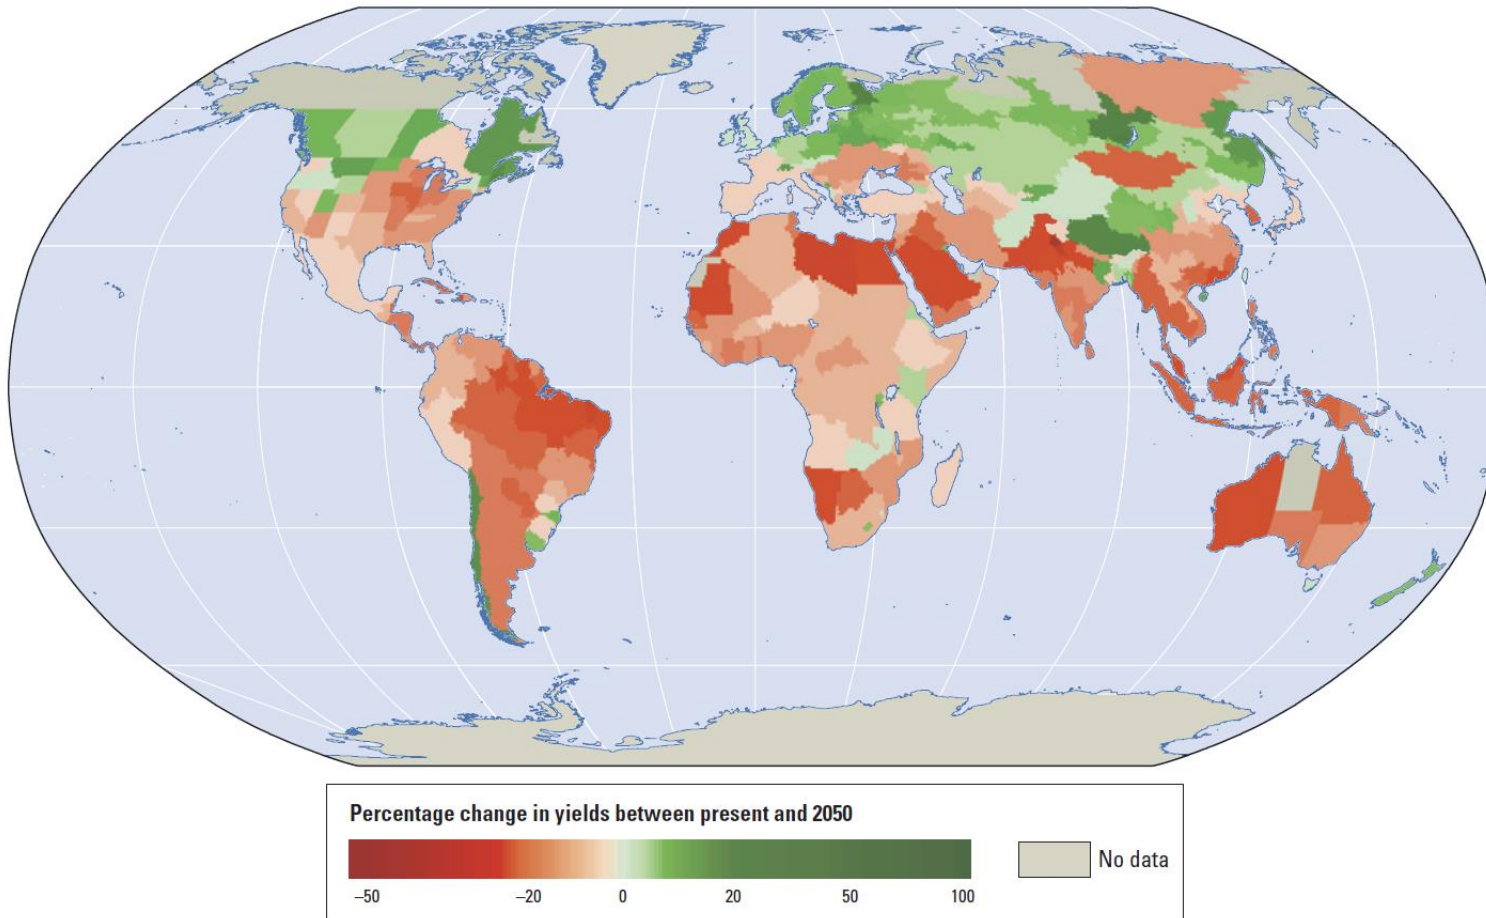 Percentage change in yields between present and 2050
–50 –20 0 20 50 100
No data